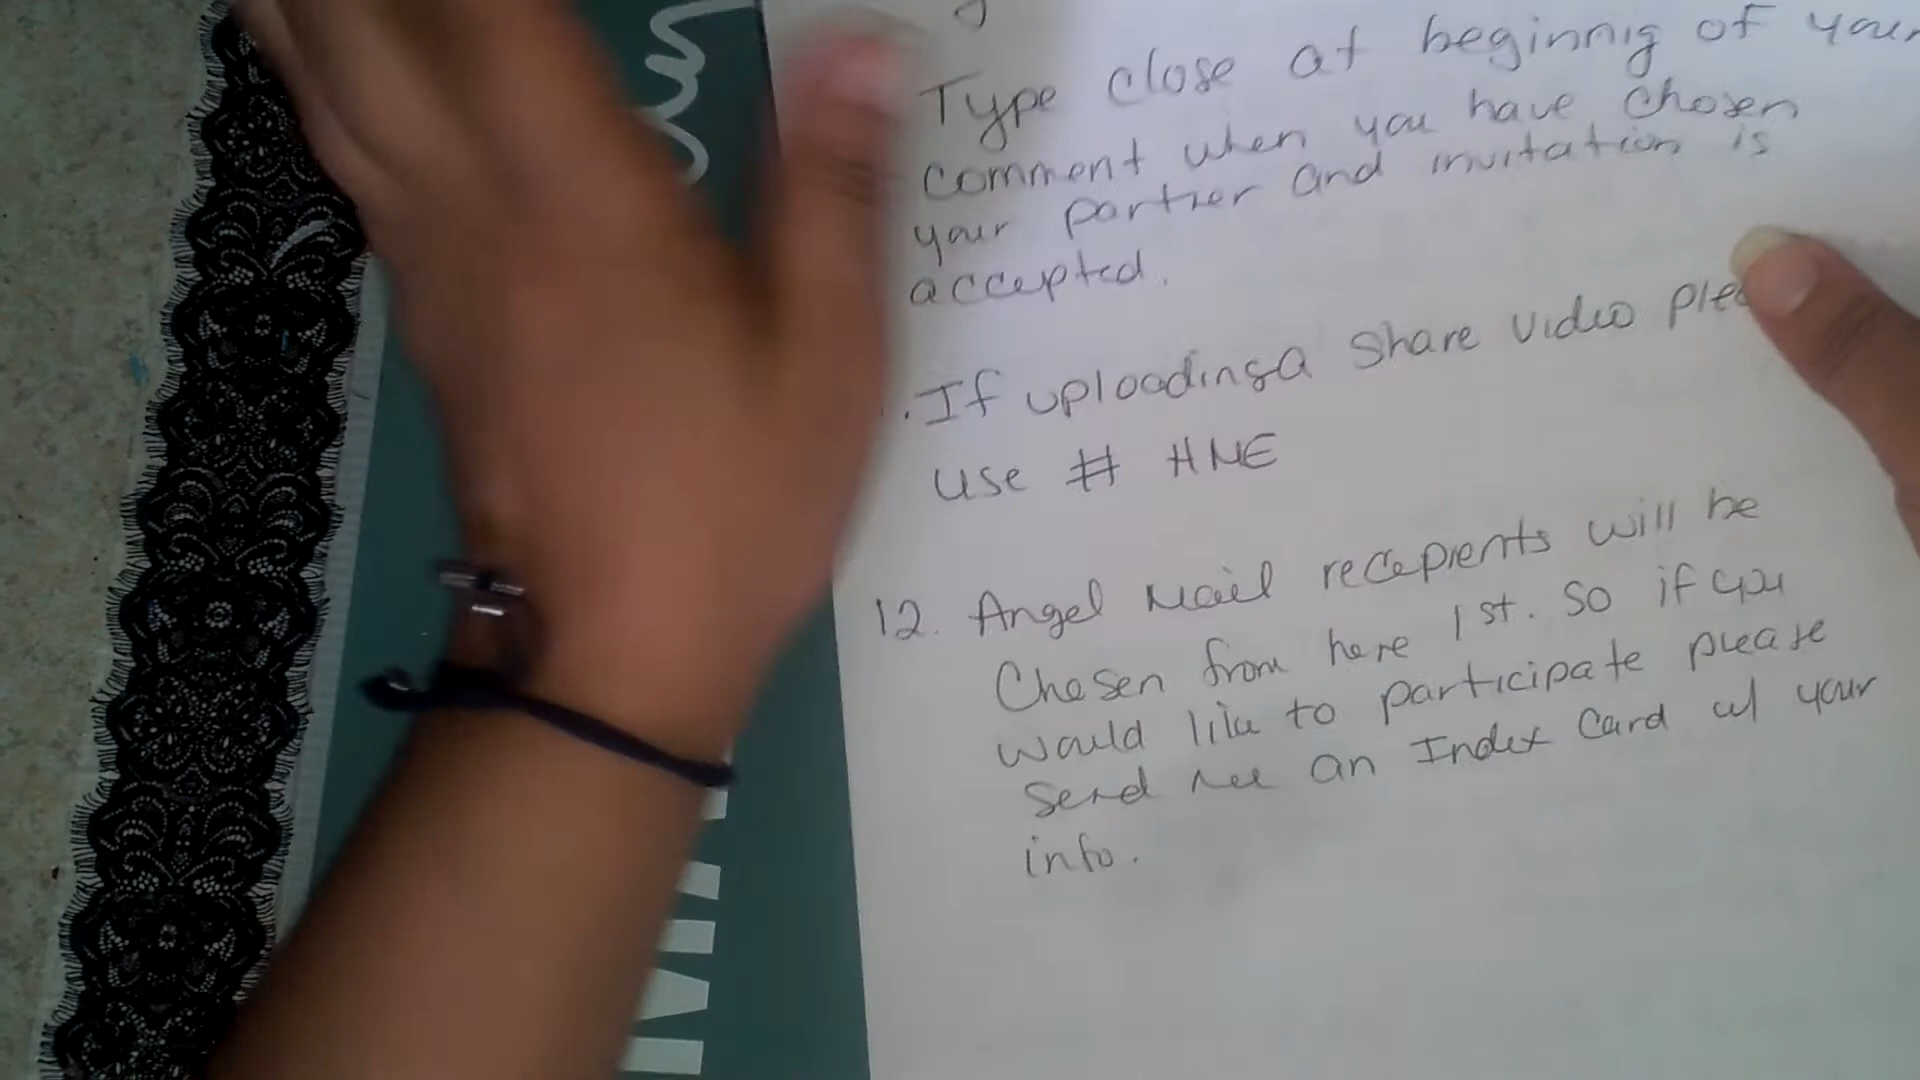 Type close at beginnig of your
comment when you have chosen
your partner and invitation is
accepted.
. If uploading a share video plea
use # HNE
12. Angel Mail recepients will be
Chosen from here 1st. So if you
would like to participate please
send me an Index Card w/ your
info.